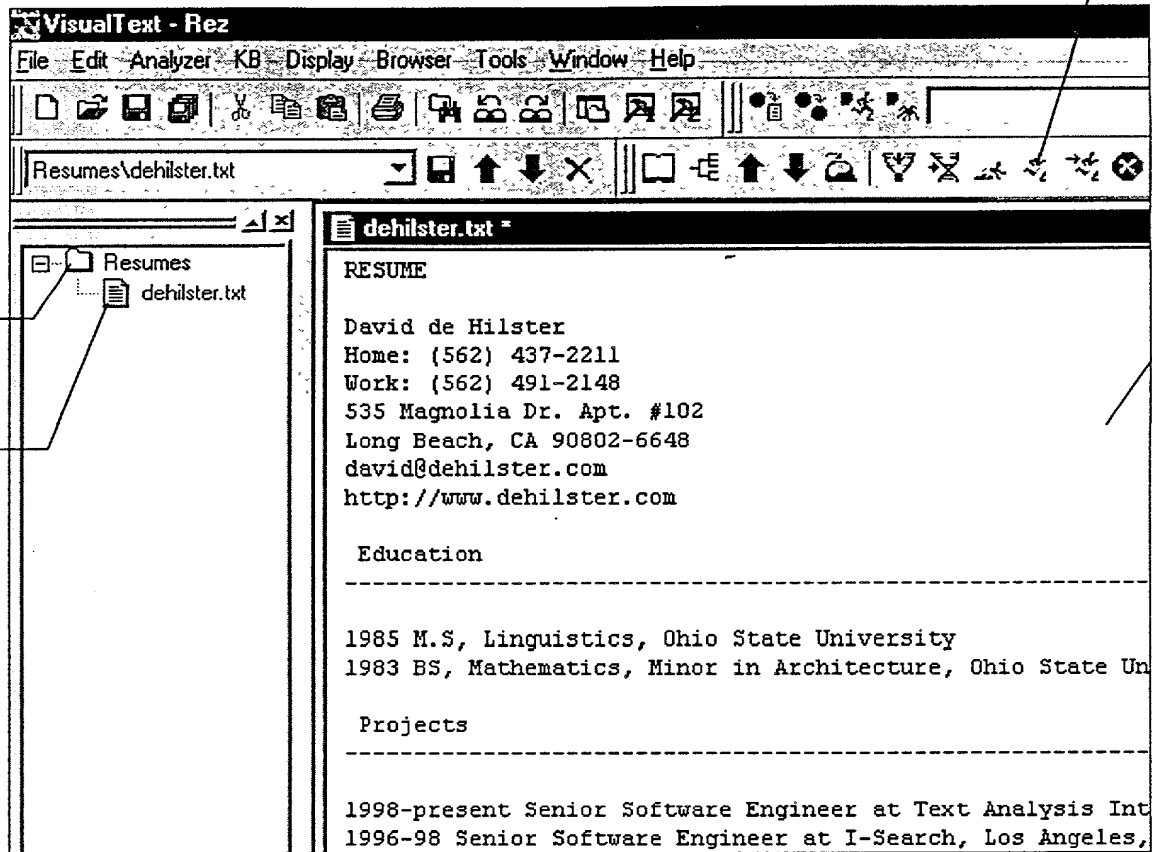 VisualText - Rez
File Edit Analyzer KB Display Browser Tools Window Help
Resumes\dehilster.txt
Resumes
dehilster.txt
dehilster.txt *
RESUME
David de Hilster
Home: (562) 437-2211
Work: (562) 491-2148
535 Magnolia Dr. Apt. #102
Long Beach, CA 90802-6648
david@dehilster.com
http://www.dehilster.com
Education
1985 M.S, Linguistics, Ohio State University
1983 BS, Mathematics, Minor in Architecture, Ohio State Un
Projects
1998-present Senior Software Engineer at Text Analysis Int
1996-98 Senior Software Engineer at I-Search, Los Angeles,